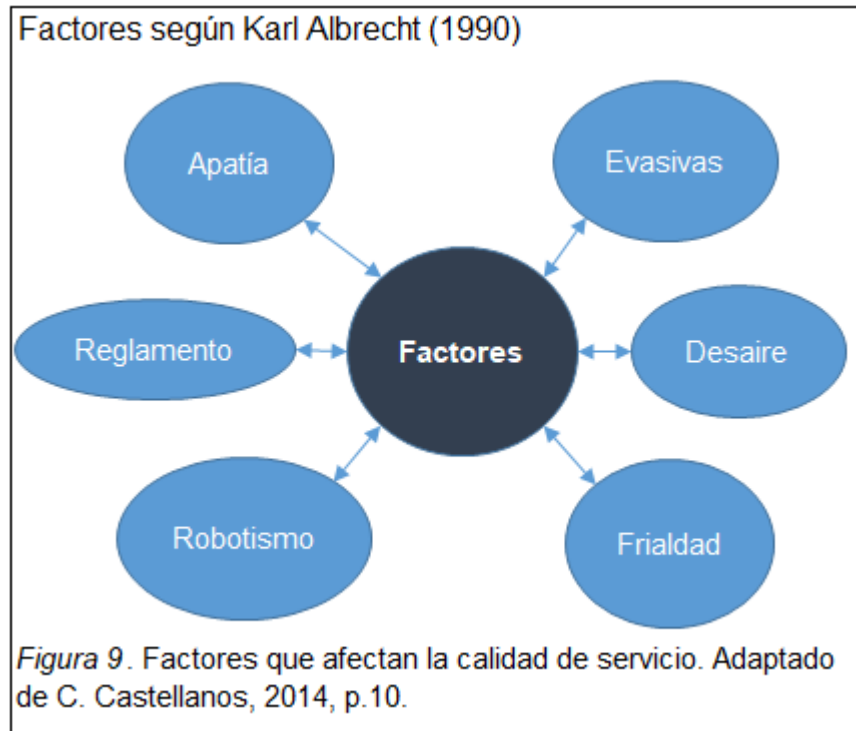 Factores según Karl Albrecht (1990)
Apatía
Evasivas
Reglamento
Factores
Desaire
Robotismo
Frialdad
Figura 9. Factores que afectan la calidad de servicio. Adaptado
de C. Castellanos, 2014, p.10.